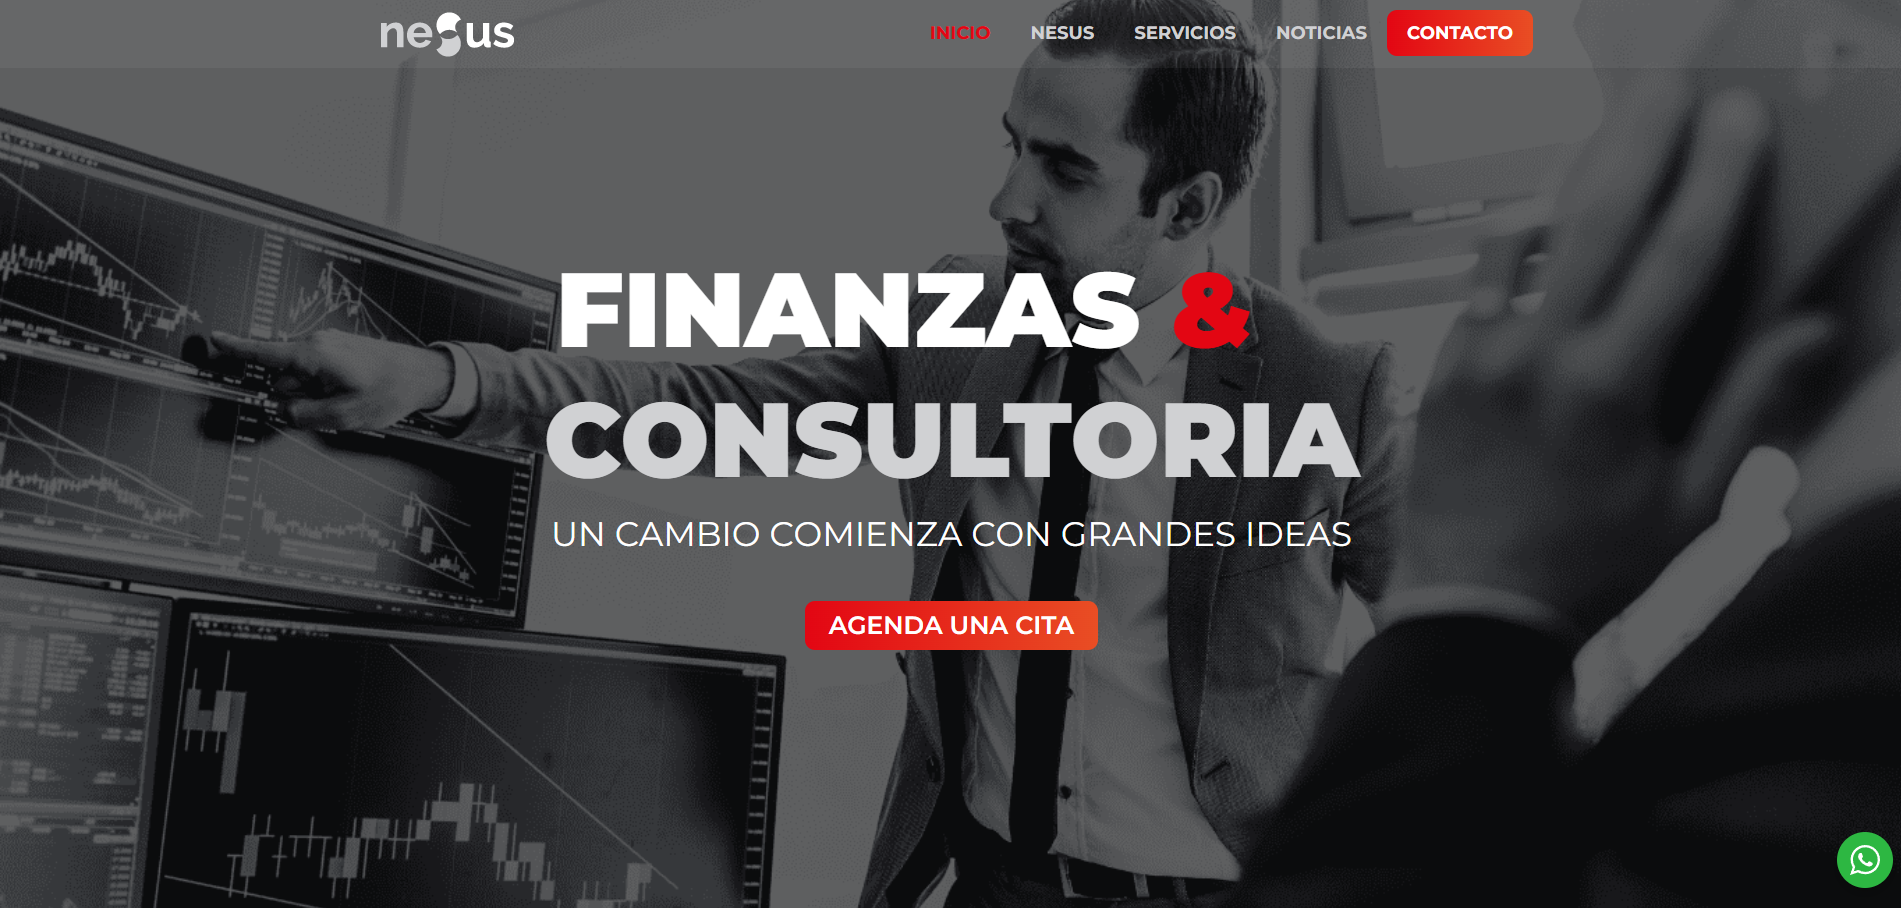 nesus
INICIO NESUS SERVICIOS NOTICIAS CONTACTO
FINANZAS &
CONSULTORIA
UN CAMBIO COMIENZA CON GRANDES IDEAS
AGENDA UNA CITA